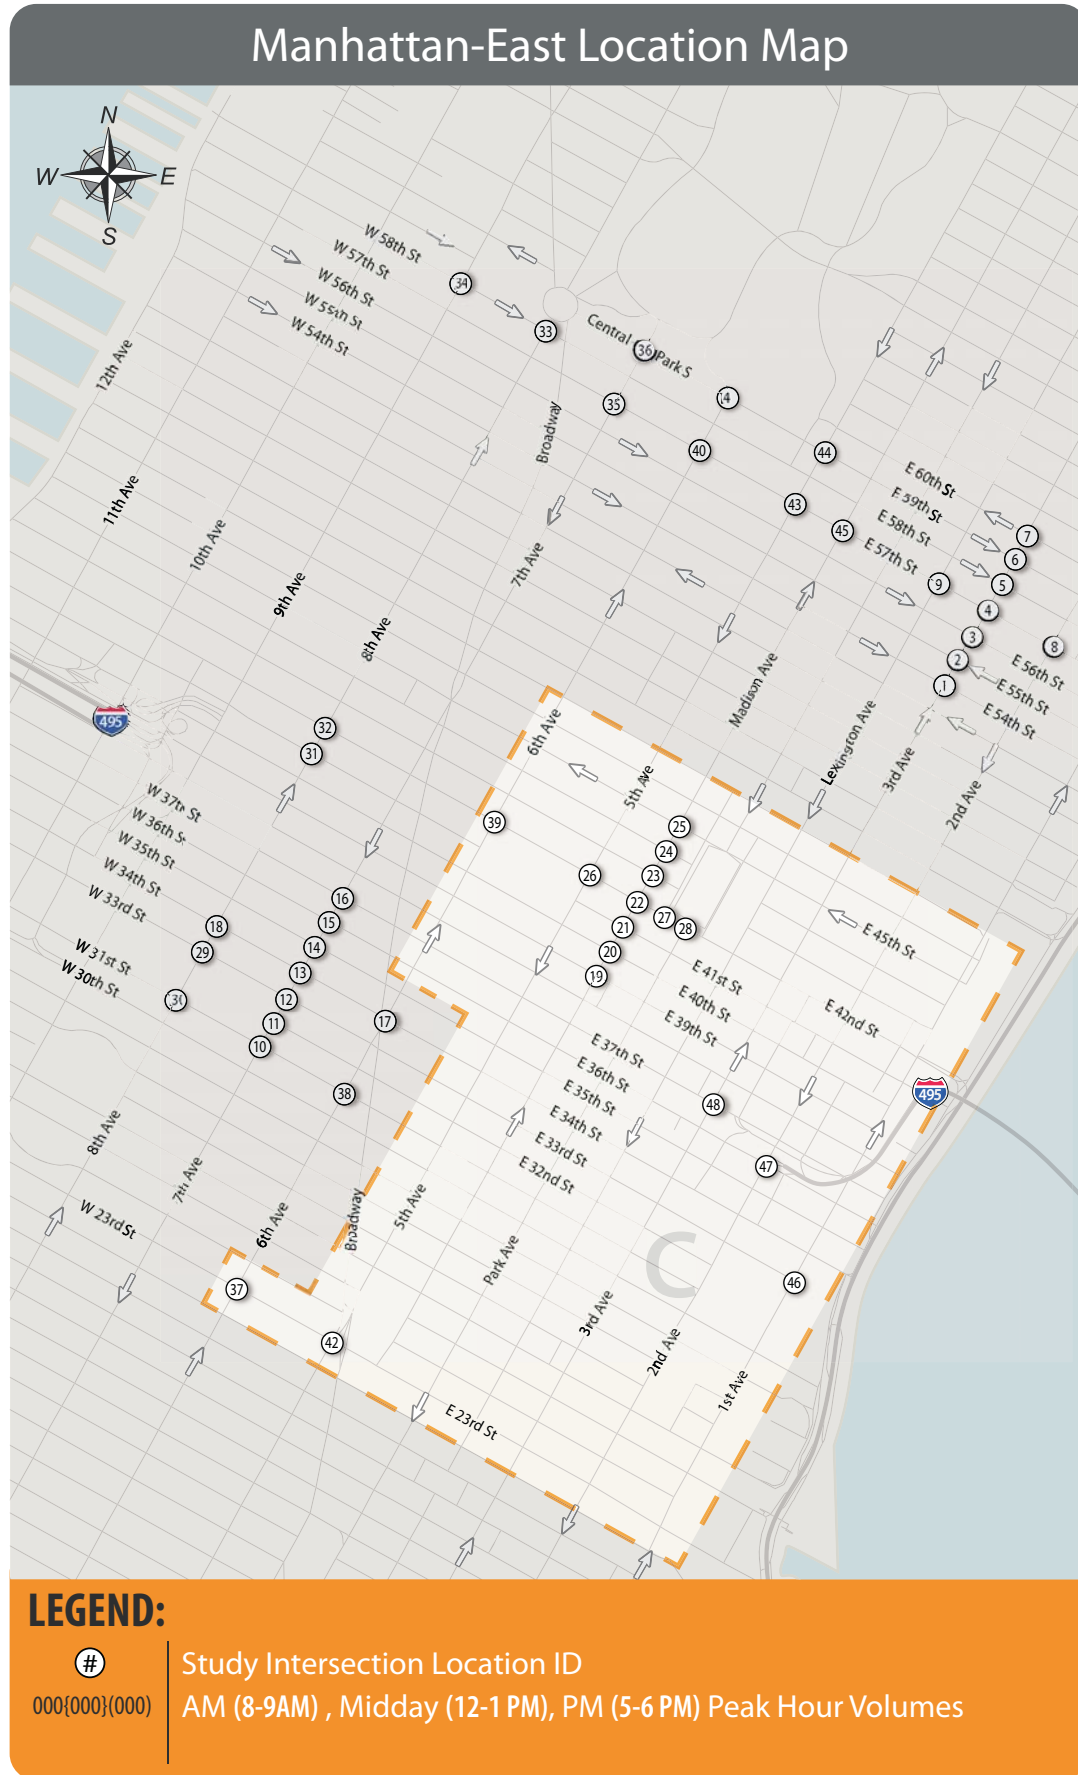 Manhattan-East Location Map
N
W E
S
W 58th St
W 57th St
W 56th St
W 55th St
W 54th St
34
33
Central Park S
36
35
40
44
43
45
12th Ave
11th Ave
10th Ave
9th Ave
8th Ave
Broadway
7th Ave
E 60th St
E 59th St
E 58th St
E 57th St
7
6
5
9
4
3
2
1
8
E 56th St
E 55th St
E 54th St
Madison Ave
Lexington Ave
3rd Ave
2nd Ave
6th Ave
5th Ave
495
32
31
39
25
24
23
26
22
27
28
21
20
19
W 37th St
W 36th St
W 35th St
W 34th St
W 33rd St
W 31st St
W 30th St
16
15
14
13
12
11
10
18
29
17
38
E 45th St
E 42nd St
E 41st St
E 40th St
E 39th St
E 37th St
E 36th St
E 35th St
E 34th St
E 33rd St
E 32nd St
495
48
47
46
C
8th Ave
7th Ave
6th Ave
Broadway
5th Ave
Park Ave
3rd Ave
2nd Ave
1st Ave
W 23rd St
37
42
E 23rd St
LEGEND:
# Study Intersection Location ID
000{000}(000) AM (8-9AM) , Midday (12-1 PM), PM (5-6 PM) Peak Hour Volumes